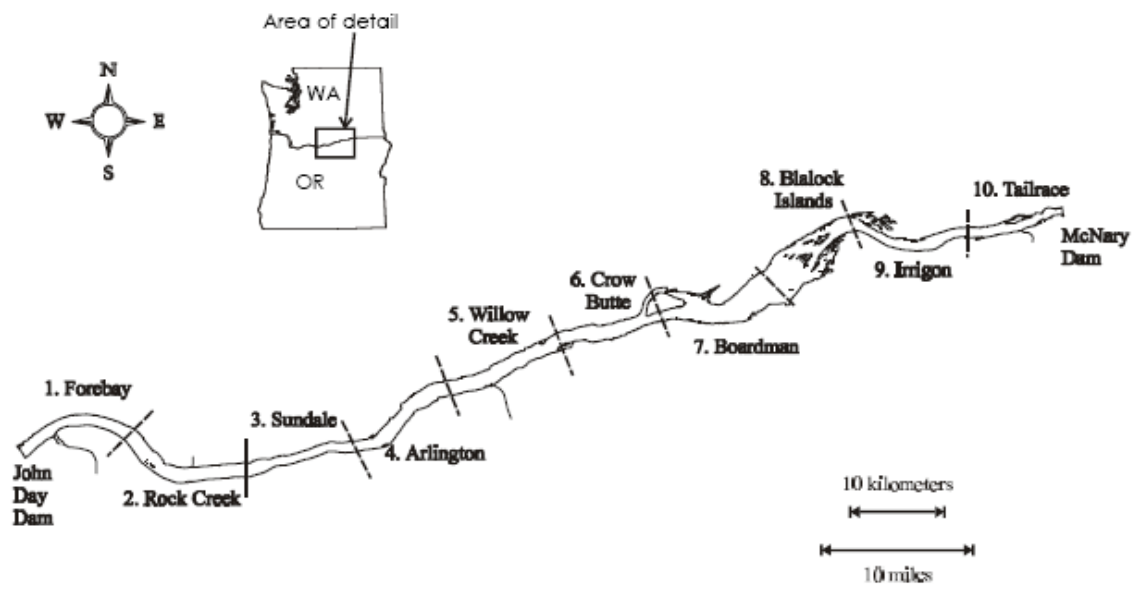 Area of detail
N
W
E
S
WA
OR
8. Blalock
Islands
10. Tailrace
McNary
Dam
9. Irrigon
6. Crow
Butte
5. Willow
Creek
7. Boardman
1. Forebay
3. Sundale
4. Arlington
John
Day
Dam
2. Rock Creek
10 kilometers
10 miles